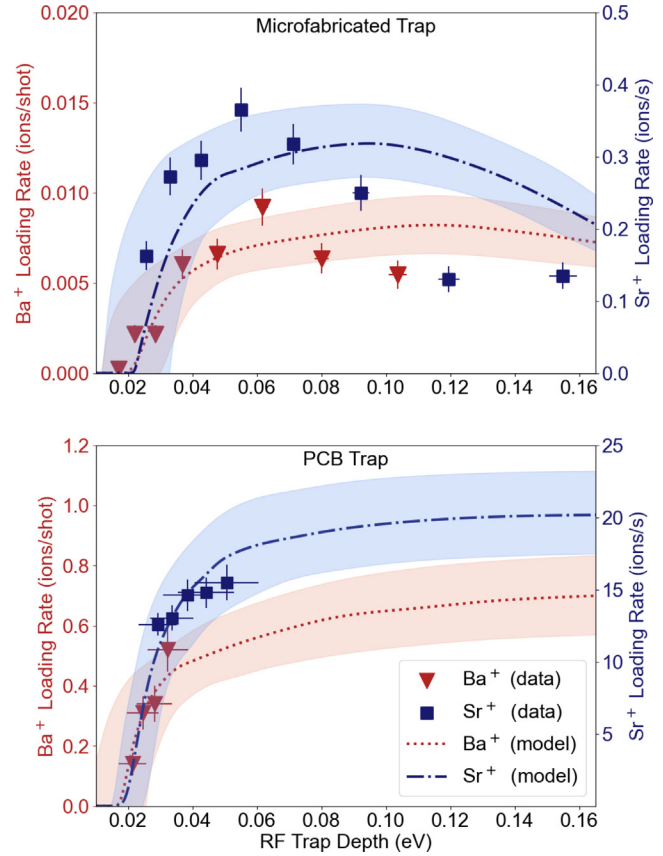 Microfabricated Trap
Ba⁺ Loading Rate (ions/shot)
0.020
0.015
0.010
0.005
0.000
0.5
0.4
0.3
0.2
0.1
0.0
Sr⁺ Loading Rate (ions/s)
0.02 0.04 0.06 0.08 0.10 0.12 0.14 0.16
PCB Trap
Ba⁺ Loading Rate (ions/shot)
1.2
1.0
0.8
0.6
0.4
0.2
0.0
25
20
15
10
5
Sr⁺ Loading Rate (ions/s)
Ba⁺ (data)
Sr⁺ (data)
Ba⁺ (model)
Sr⁺ (model)
0.02 0.04 0.06 0.08 0.10 0.12 0.14 0.16
RF Trap Depth (eV)